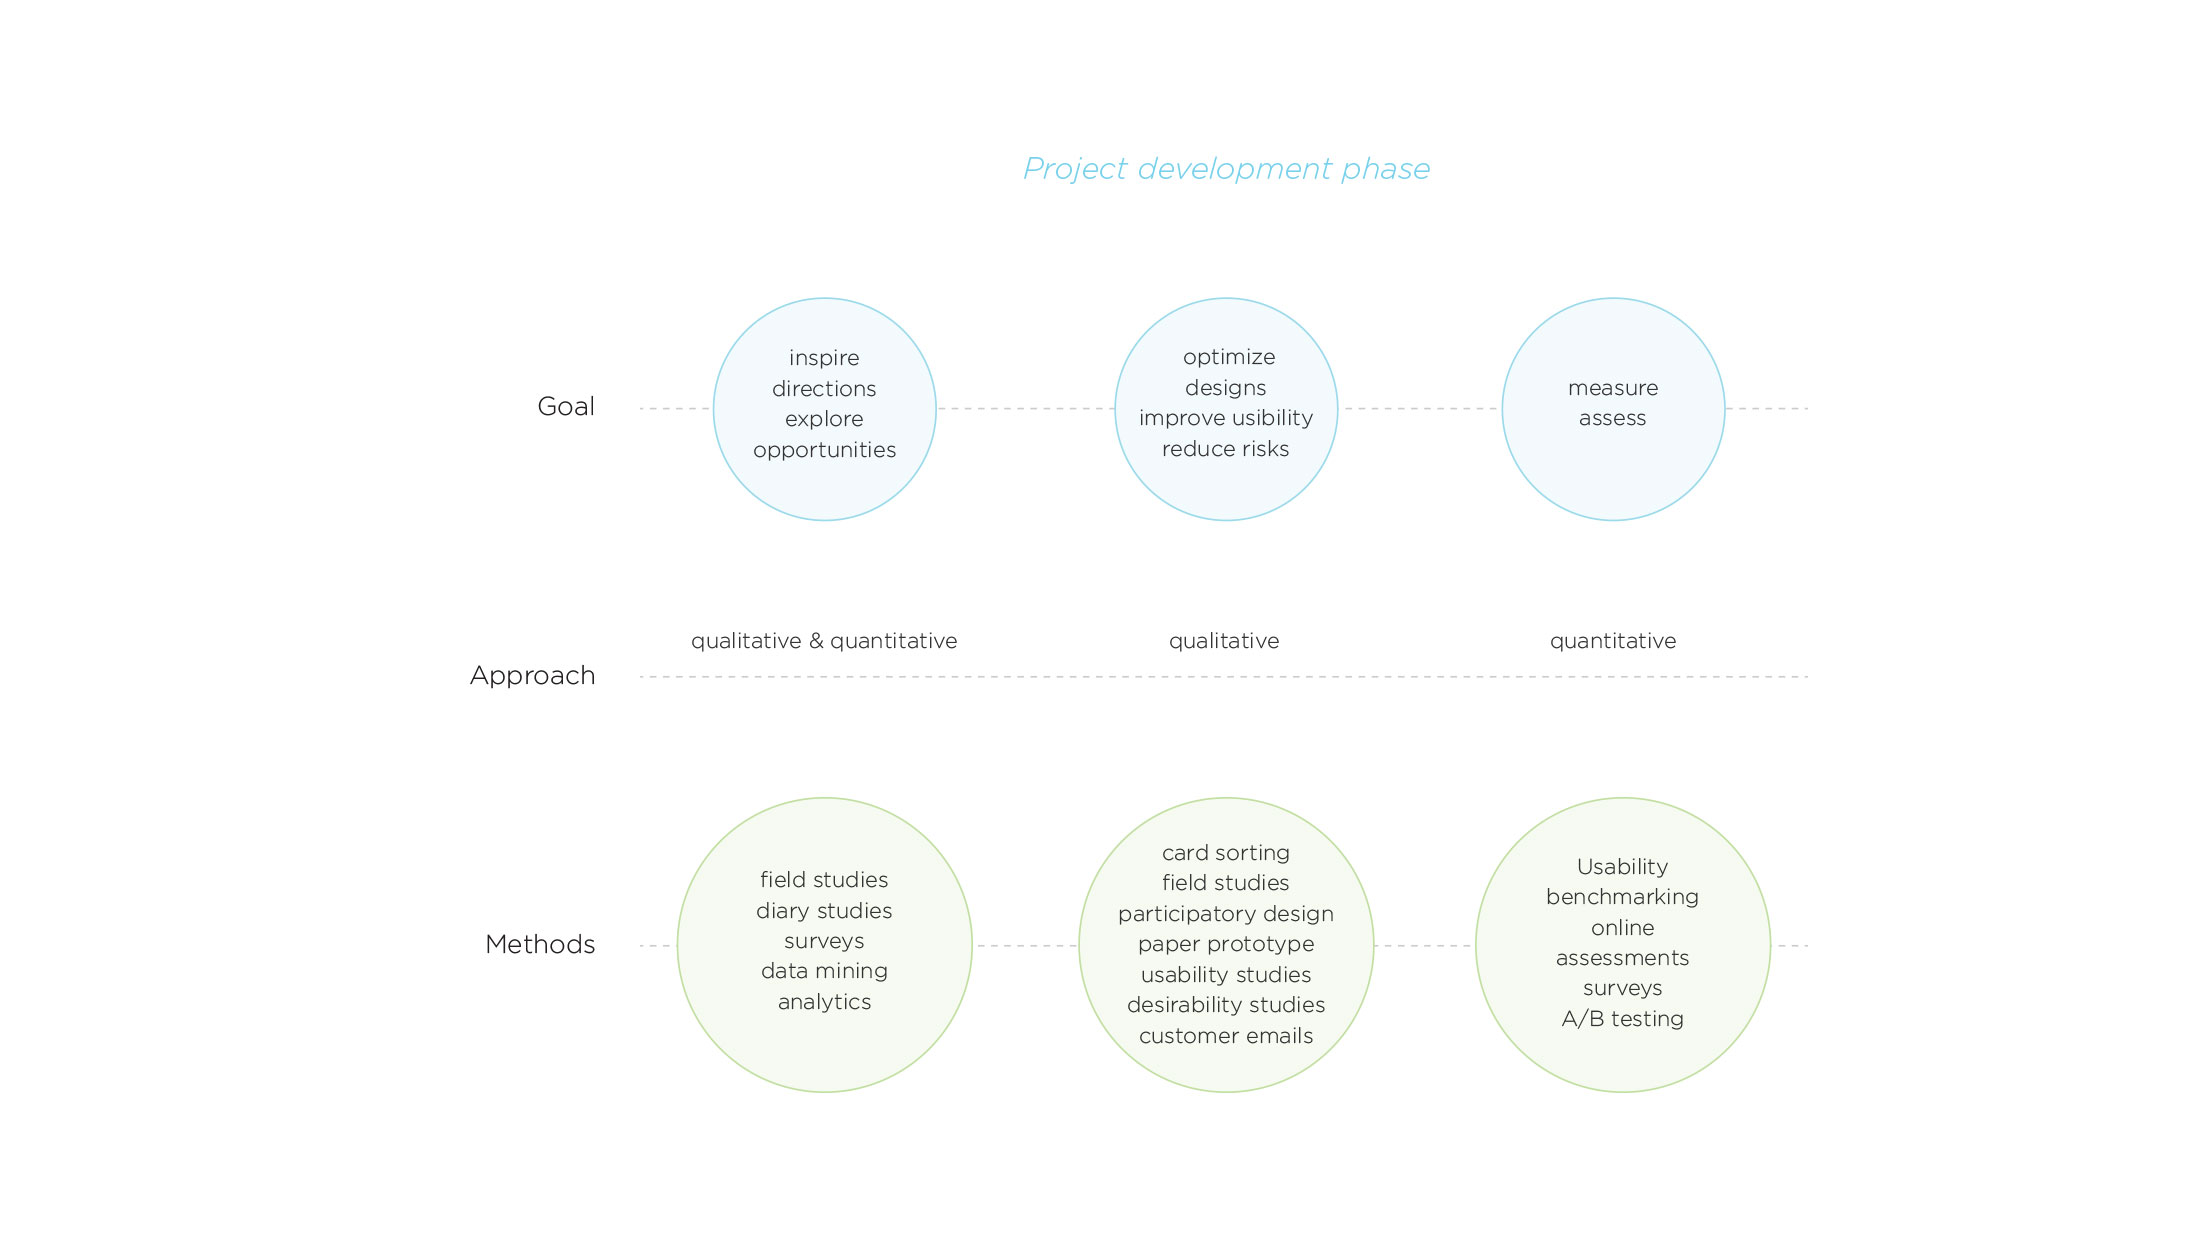 Project development phase
Goal
inspire
directions
explore
opportunities
optimize
designs
improve usibility
reduce risks
measure
assess
Approach
qualitative & quantitative
qualitative
quantitative
Methods
field studies
diary studies
surveys
data mining
analytics
card sorting
field studies
participatory design
paper prototype
usability studies
desirability studies
customer emails
Usability
benchmarking
online
assessments
surveys
A/B testing